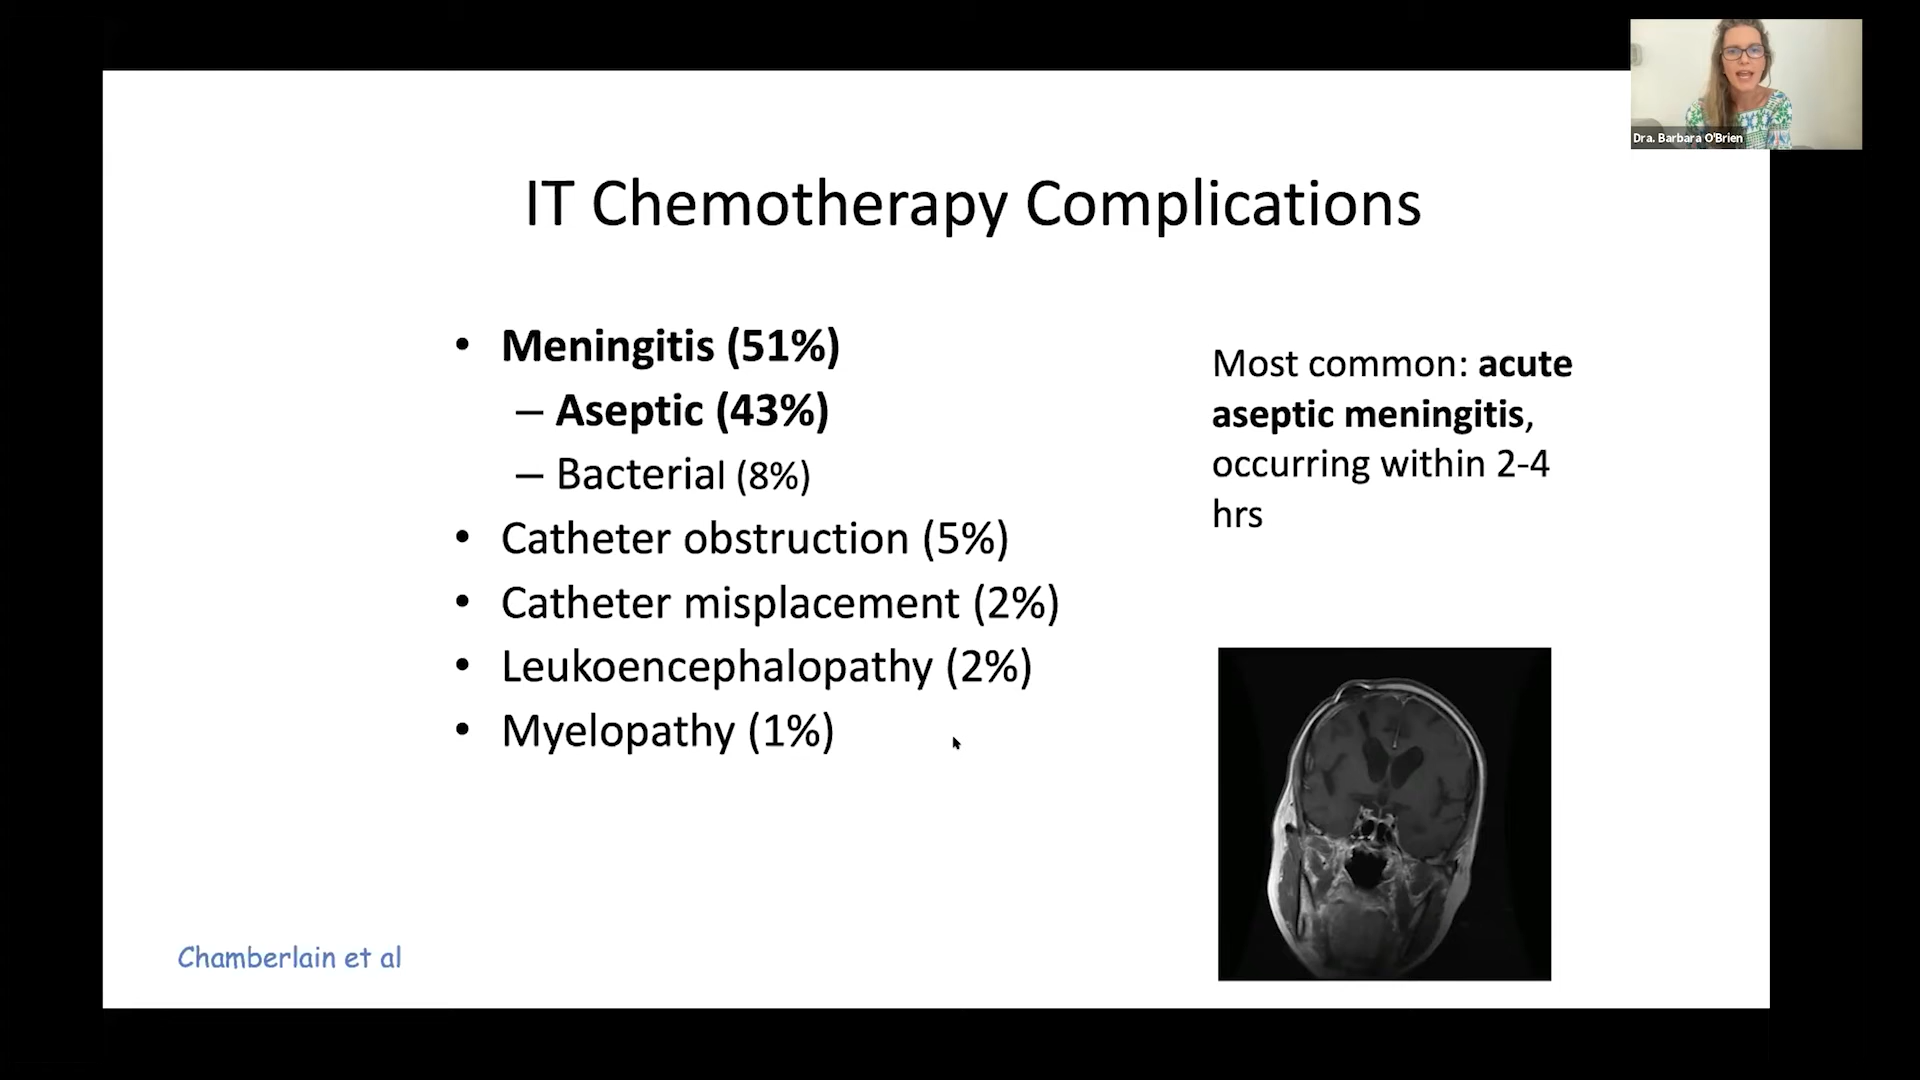 Dra. Barbara O'Brien
IT Chemotherapy Complications
• Meningitis (51%)
– Aseptic (43%)
– Bacterial (8%)
• Catheter obstruction (5%)
• Catheter misplacement (2%)
• Leukoencephalopathy (2%)
• Myelopathy (1%)
Most common: acute
aseptic meningitis,
occurring within 2-4
hrs
Chamberlain et al